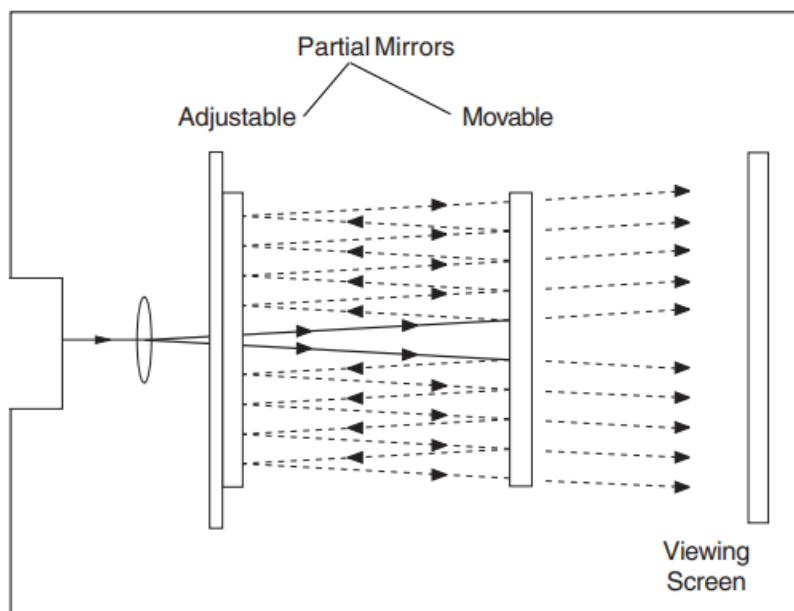 Partial Mirrors
Adjustable
Movable
Viewing
Screen